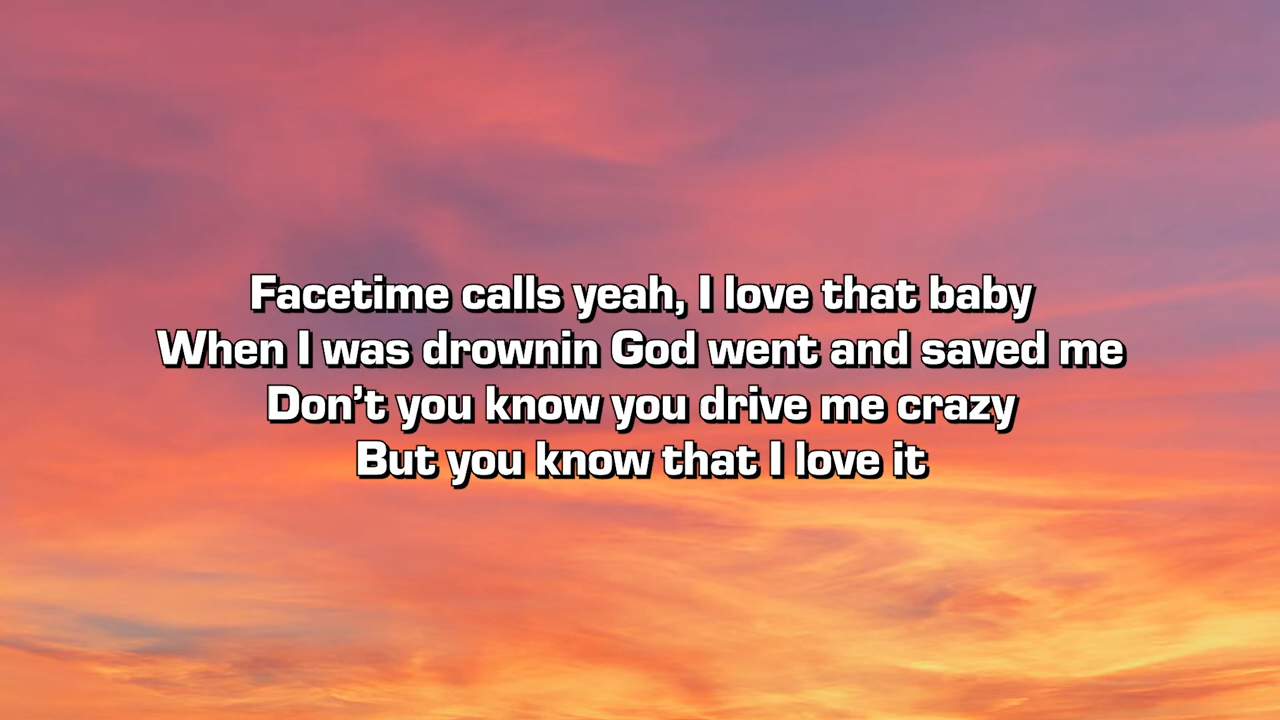 Facetime calls yeah, I love that baby
When I was drownin God went and saved me
Don’t you know you drive me crazy
But you know that I love it